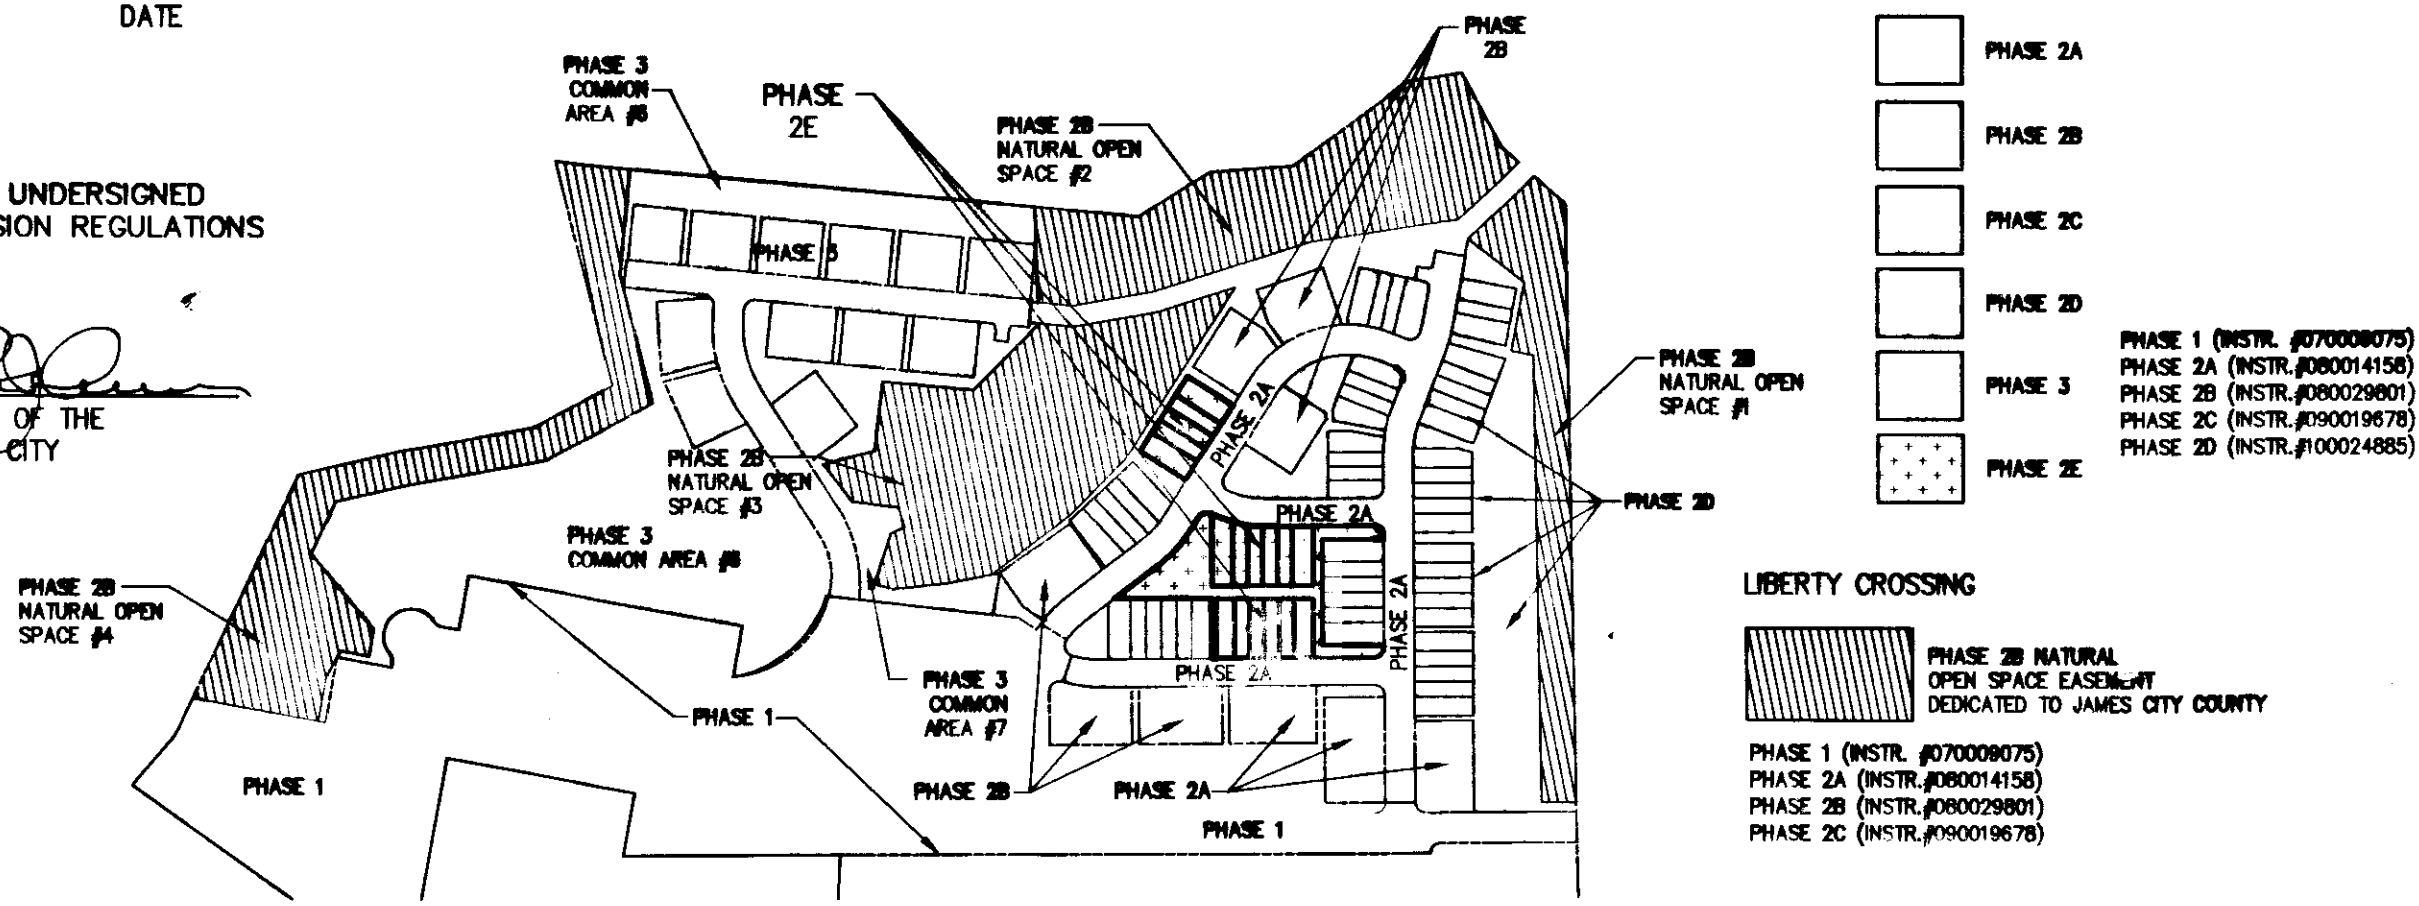 DATE
UNDERSIGNED
SION REGULATIONS
OF THE
CITY
PHASE 3
COMMON
AREA #6
PHASE
2E
PHASE 2B
NATURAL OPEN
SPACE #2
PHASE
2B
PHASE 3
PHASE 2B
NATURAL OPEN
SPACE #1
PHASE 2A
PHASE 2B
NATURAL OPEN
SPACE #3
PHASE 2D
PHASE 2A
PHASE 3
COMMON AREA #8
PHASE 2B
NATURAL OPEN
SPACE #4
PHASE 2A
PHASE 2A
PHASE 3
COMMON
AREA #7
PHASE 1
PHASE 1
PHASE 2B
PHASE 2A
PHASE 1
PHASE 2A
PHASE 2B
PHASE 2C
PHASE 2D
PHASE 3
PHASE 2E
PHASE 1 (INSTR. #070009075)
PHASE 2A (INSTR.#080014158)
PHASE 2B (INSTR.#080029801)
PHASE 2C (INSTR.#090019678)
PHASE 2D (INSTR.#100024885)
LIBERTY CROSSING
PHASE 2B NATURAL
OPEN SPACE EASEMENT
DEDICATED TO JAMES CITY COUNTY
PHASE 1 (INSTR. #070009075)
PHASE 2A (INSTR.#080014158)
PHASE 2B (INSTR.#080029801)
PHASE 2C (INSTR.#090019678)